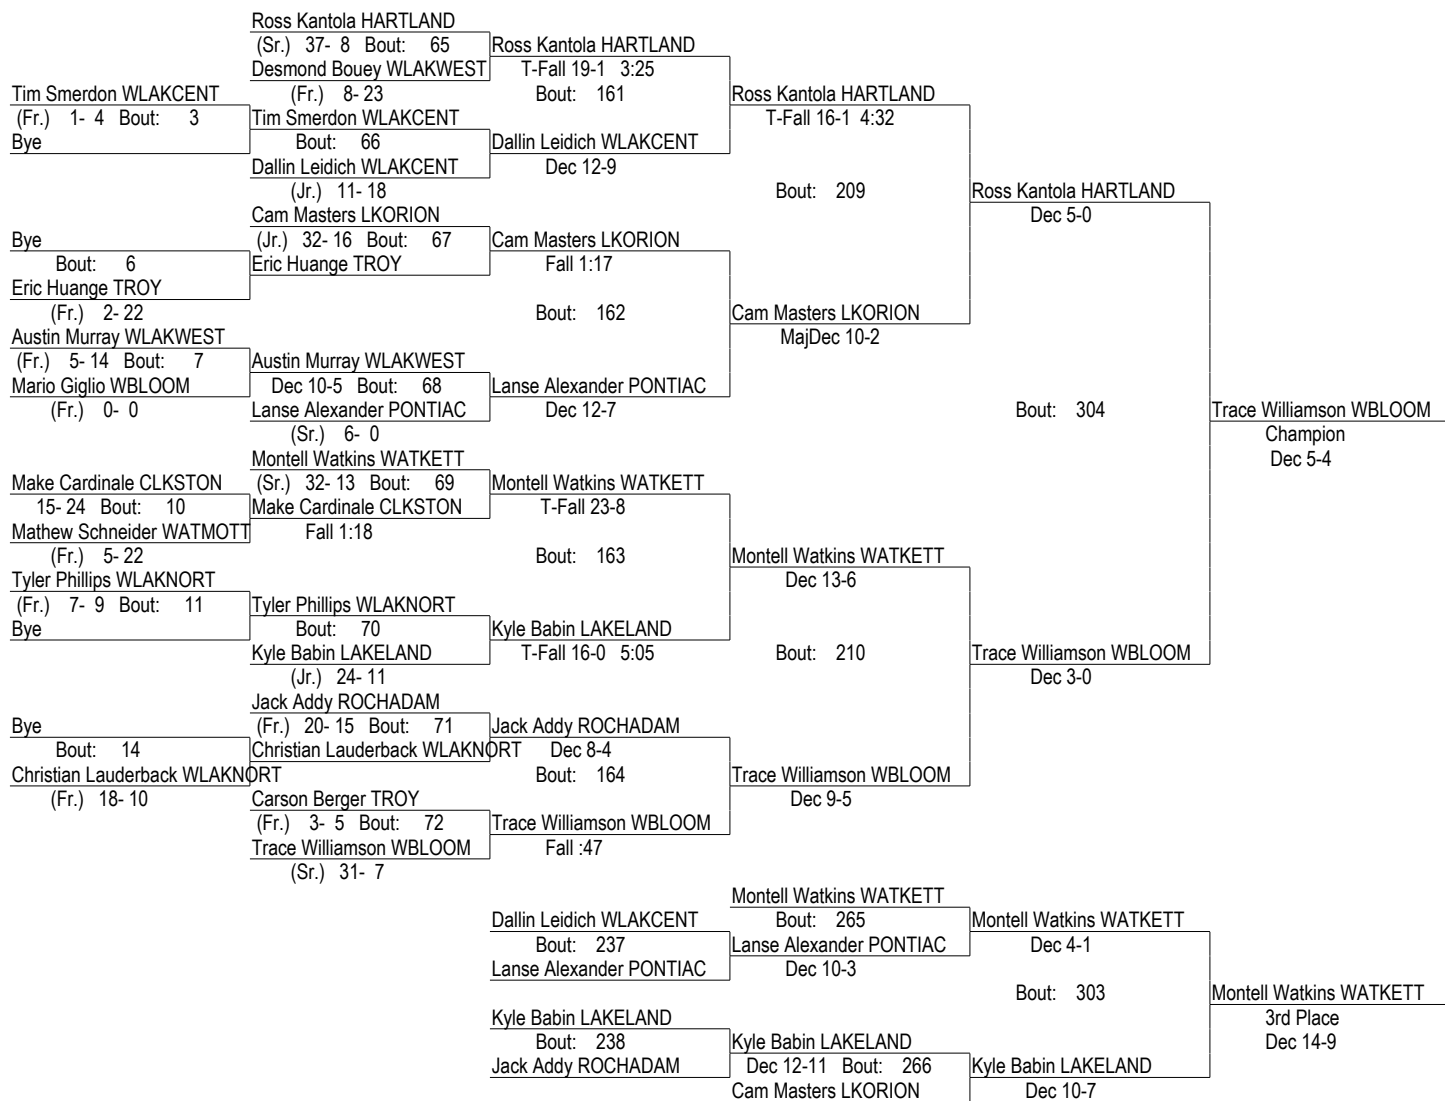 Ross Kantola HARTLAND
(Sr.) 37- 8 Bout: 65 Ross Kantola HARTLAND
Desmond Bouey WLAKWEST T-Fall 19-1 3:25
Tim Smerdon WLAKCENT (Fr.) 8- 23 Bout: 161 Ross Kantola HARTLAND
(Fr.) 1- 4 Bout: 3 Tim Smerdon WLAKCENT T-Fall 16-1 4:32
Bye Bout: 66 Dallin Leidich WLAKCENT
Dallin Leidich WLAKCENT Dec 12-9
(Jr.) 11- 18 Bout: 209 Ross Kantola HARTLAND
Cam Masters LKORION Dec 5-0
Bye (Jr.) 32- 16 Bout: 67 Cam Masters LKORION
Bout: 6 Eric Huange TROY Fall 1:17
Eric Huange TROY
(Fr.) 2- 22 Bout: 162 Cam Masters LKORION
Austin Murray WLAKWEST MajDec 10-2
(Fr.) 5- 14 Bout: 7 Austin Murray WLAKWEST
Mario Giglio WBLOOM Dec 10-5 Bout: 68 Lanse Alexander PONTIAC
(Fr.) 0- 0 Lanse Alexander PONTIAC Dec 12-7 Bout: 304 Trace Williamson WBLOOM
(Sr.) 6- 0 Champion
Montell Watkins WATKETT Dec 5-4
Make Cardinale CLKSTON (Sr.) 32- 13 Bout: 69 Montell Watkins WATKETT
15- 24 Bout: 10 Make Cardinale CLKSTON T-Fall 23-8
Mathew Schneider WATMOTT Fall 1:18
(Fr.) 5- 22 Bout: 163 Montell Watkins WATKETT
Tyler Phillips WLAKNORT Dec 13-6
(Fr.) 7- 9 Bout: 11 Tyler Phillips WLAKNORT
Bye Bout: 70 Kyle Babin LAKELAND
Kyle Babin LAKELAND T-Fall 16-0 5:05 Bout: 210 Trace Williamson WBLOOM
(Jr.) 24- 11 Dec 3-0
Jack Addy ROCHADAM
Bye (Fr.) 20- 15 Bout: 71 Jack Addy ROCHADAM
Bout: 14 Christian Lauderback WLAKNORT Dec 8-4
Christian Lauderback WLAKNORT Bout: 164 Trace Williamson WBLOOM
(Fr.) 18- 10 Carson Berger TROY Dec 9-5
(Fr.) 3- 5 Bout: 72 Trace Williamson WBLOOM
Trace Williamson WBLOOM Fall :47
(Sr.) 31- 7
Montell Watkins WATKETT
Dallin Leidich WLAKCENT Bout: 265 Montell Watkins WATKETT
Bout: 237 Lanse Alexander PONTIAC Dec 4-1
Lanse Alexander PONTIAC Dec 10-3
Bout: 303 Montell Watkins WATKETT
Kyle Babin LAKELAND 3rd Place
Bout: 238 Kyle Babin LAKELAND Dec 14-9
Jack Addy ROCHADAM Dec 12-11 Bout: 266 Kyle Babin LAKELAND
Cam Masters LKORION Dec 10-7